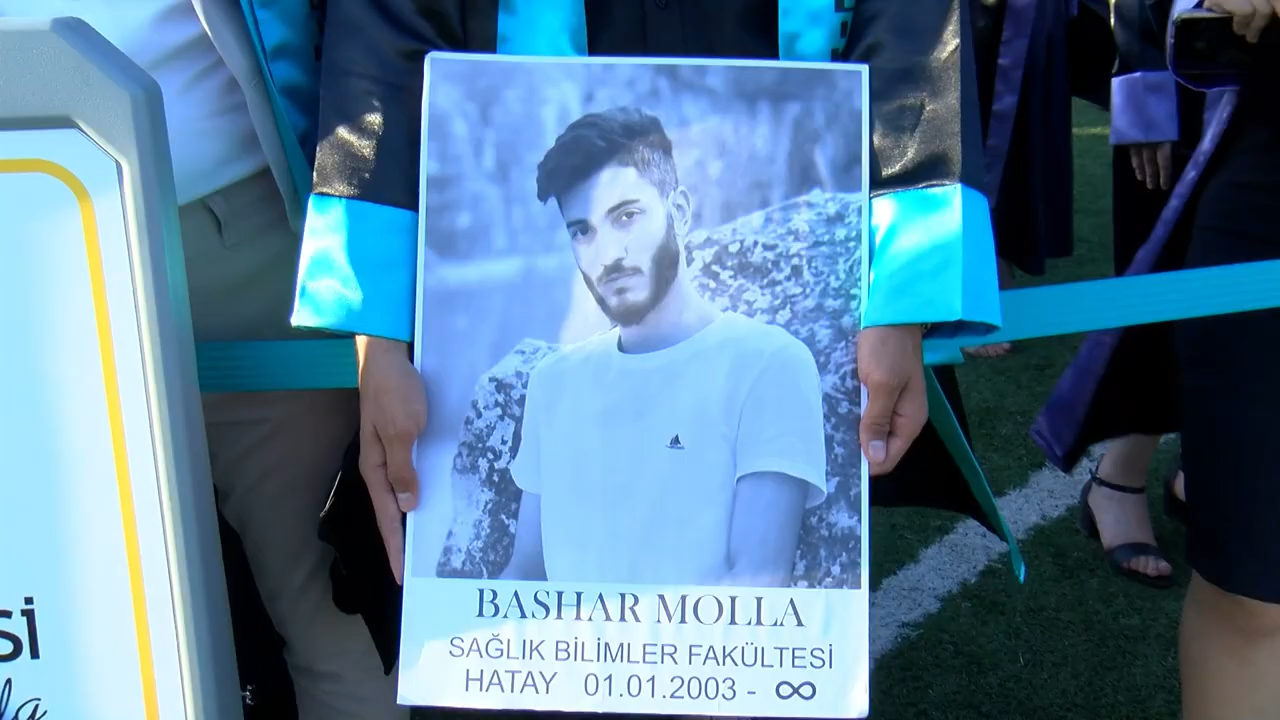 Sİ
BASHAR MOLLA
SAĞLIK BİLİMLER FAKÜLTESİ
HATAY 01.01.2003 - ∞